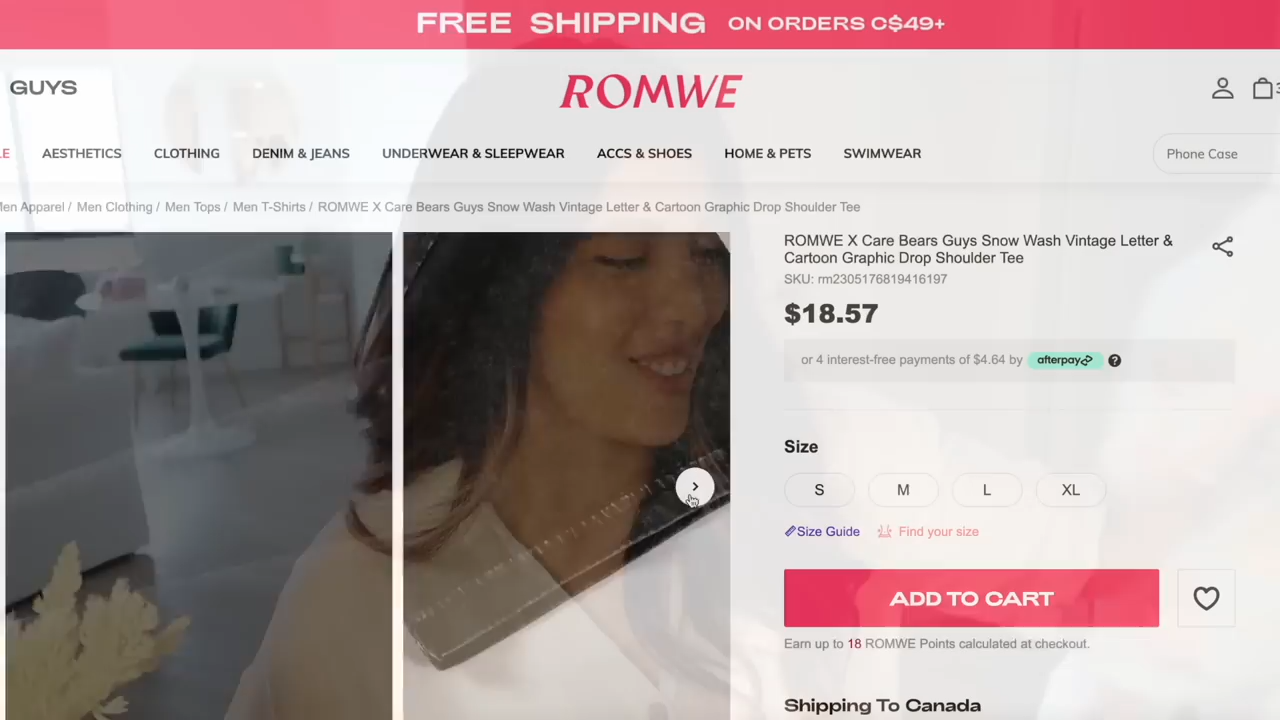 FREE SHIPPING ON ORDERS C$49+
GUYS
ROMWE
LE AESTHETICS CLOTHING DENIM & JEANS UNDERWEAR & SLEEPWEAR ACCS & SHOES HOME & PETS SWIMWEAR
Phone Case
Men Apparel / Men Clothing / Men Tops / Men T-Shirts / ROMWE X Care Bears Guys Snow Wash Vintage Letter & Cartoon Graphic Drop Shoulder Tee
ROMWE X Care Bears Guys Snow Wash Vintage Letter &
Cartoon Graphic Drop Shoulder Tee
SKU: rm2305176819416197
$18.57
or 4 interest-free payments of $4.64 by afterpay ?
Size
S M L XL
Size Guide Find your size
ADD TO CART
Earn up to 18 ROMWE Points calculated at checkout.
Shipping To Canada